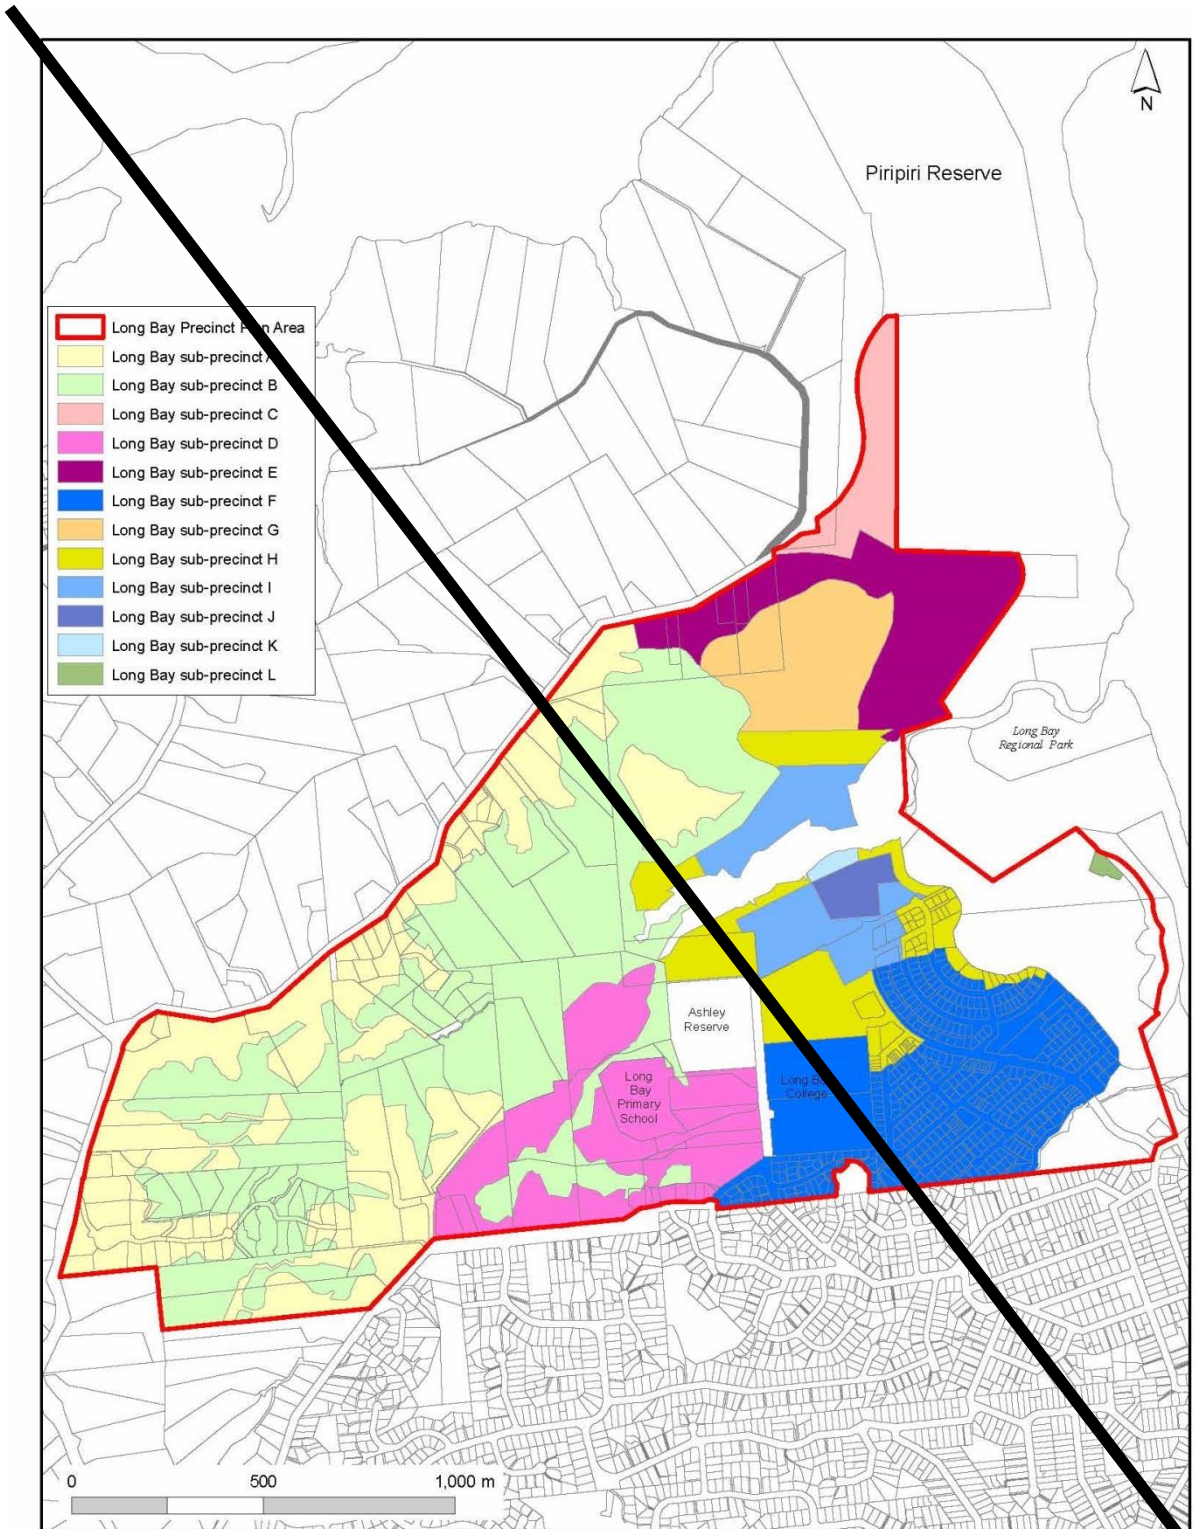 N
Piripiri Reserve
Long Bay Precinct Plan Area
Long Bay sub-precinct A
Long Bay sub-precinct B
Long Bay sub-precinct C
Long Bay sub-precinct D
Long Bay sub-precinct E
Long Bay sub-precinct F
Long Bay sub-precinct G
Long Bay sub-precinct H
Long Bay sub-precinct I
Long Bay sub-precinct J
Long Bay sub-precinct K
Long Bay sub-precinct L
Long Bay
Regional Park
Ashley
Reserve
Long
Bay
Primary
School
Long Bay
College
0 500 1,000 m